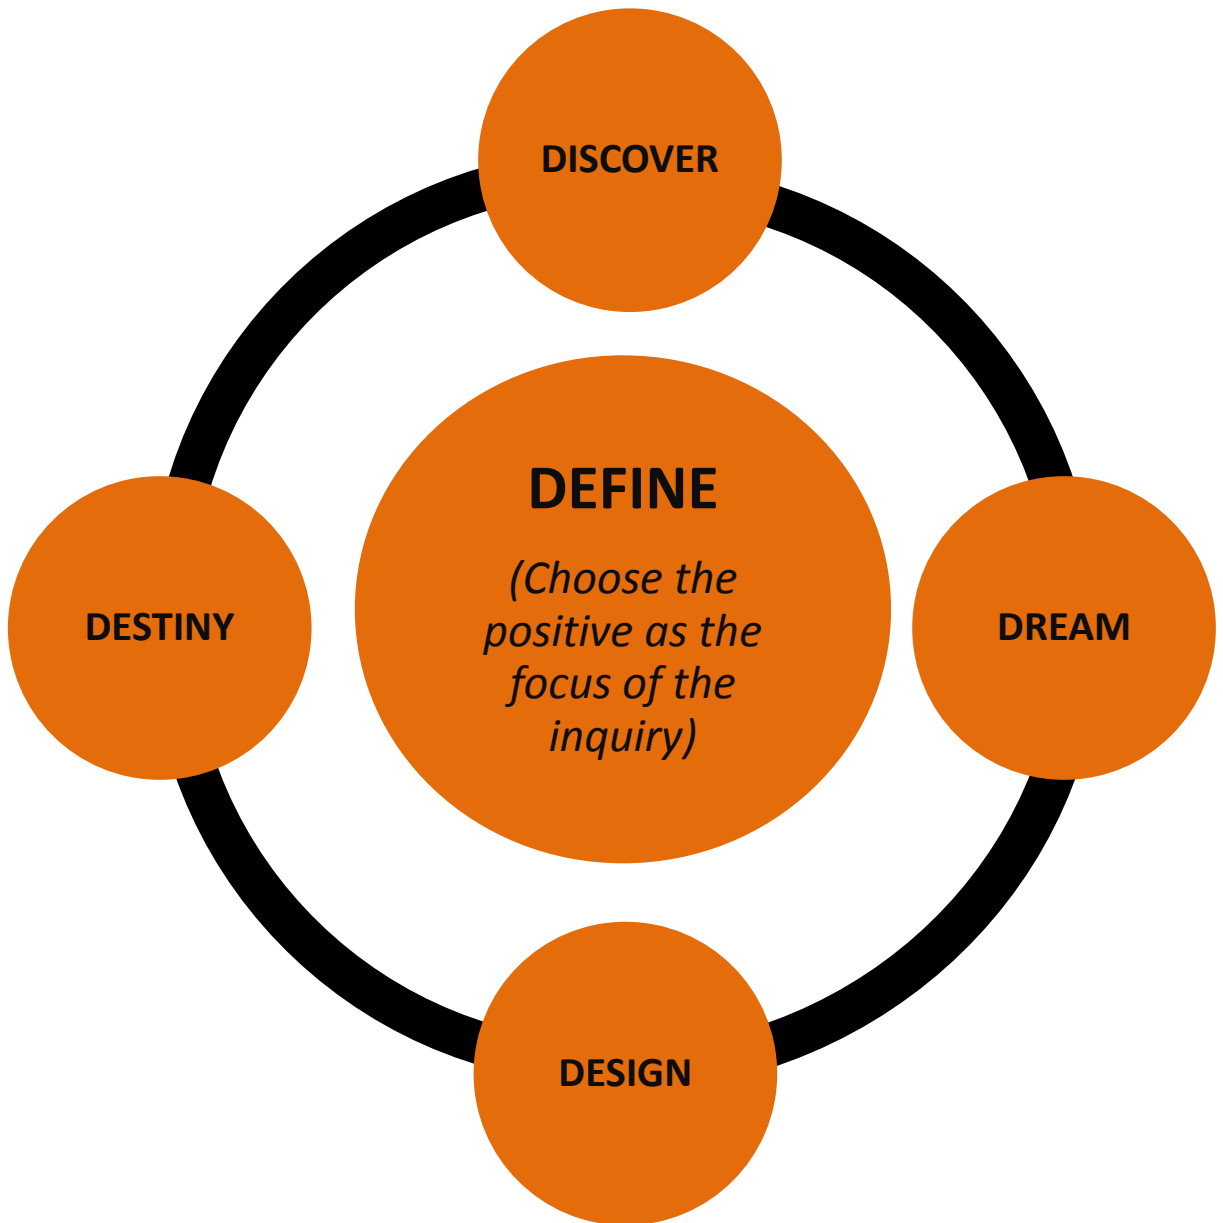 DISCOVER
DEFINE
(Choose the
positive as the
focus of the
inquiry)
DESTINY
DREAM
DESIGN